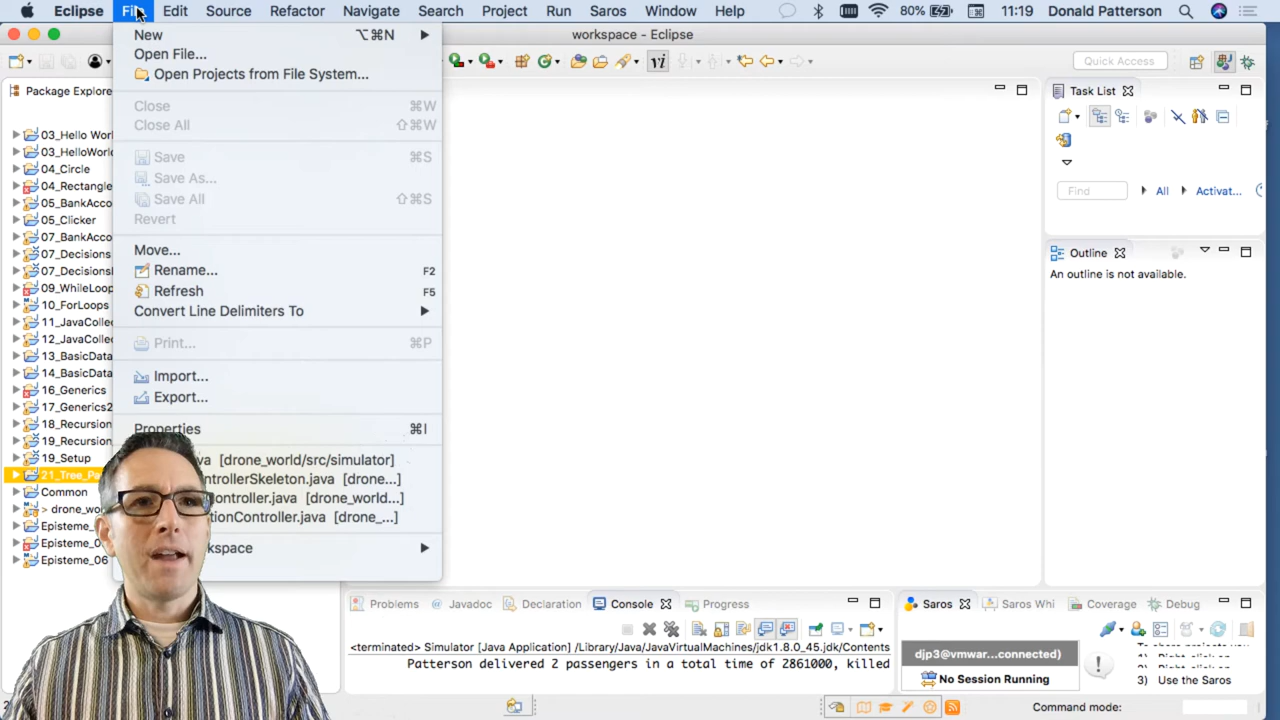 Eclipse File Edit Source Refactor Navigate Search Project Run Saros Window Help 80% 11:19 Donald Patterson
workspace - Eclipse
Quick Access
Package Explore
03_Hello Wor
03_HelloWorl
04_Circle
04_Rectangle
05_BankAcco
05_Clicker
07_BankAcco
07_Decisions
07_Decisions
09_WhileLoop
10_ForLoops
11_JavaCollec
12_JavaCollec
13_BasicData
14_BasicData
16_Generics
17_Generics2
18_Recursion
19_Recursion
19_Setup
21_Tree_Pa
Common
> drone_wo
Episteme_
Episteme_0
Episteme_06
New ⌥⌘N
Open File...
Open Projects from File System...
Close ⌘W
Close All ⇧⌘W
Save ⌘S
Save As...
Save All ⇧⌘S
Revert
Move...
Rename... F2
Refresh F5
Convert Line Delimiters To
Print... ⌘P
Import...
Export...
Properties ⌘I
va [drone_world/src/simulator]
ntrollerSkeleton.java [drone...]
ontroller.java [drone_world...]
tionController.java [drone_...]
kspace
Task List
Find All Activat...
Outline
An outline is not available.
Problems Javadoc Declaration Console Progress
<terminated> Simulator [Java Application] /Library/Java/JavaVirtualMachines/jdk1.8.0_45.jdk/Contents
Patterson delivered 2 passengers in a total time of 2861000, killed
Saros Saros Whi Coverage Debug
djp3@vmwar...connected)
No Session Running
3) Use the Saros
Command mode: